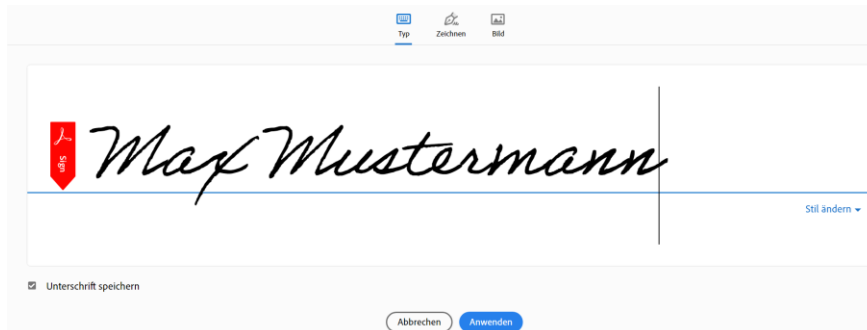 Typ Zeichnen Bild
Sign
Max Mustermann
Stil ändern
Unterschrift speichern
Abbrechen Anwenden